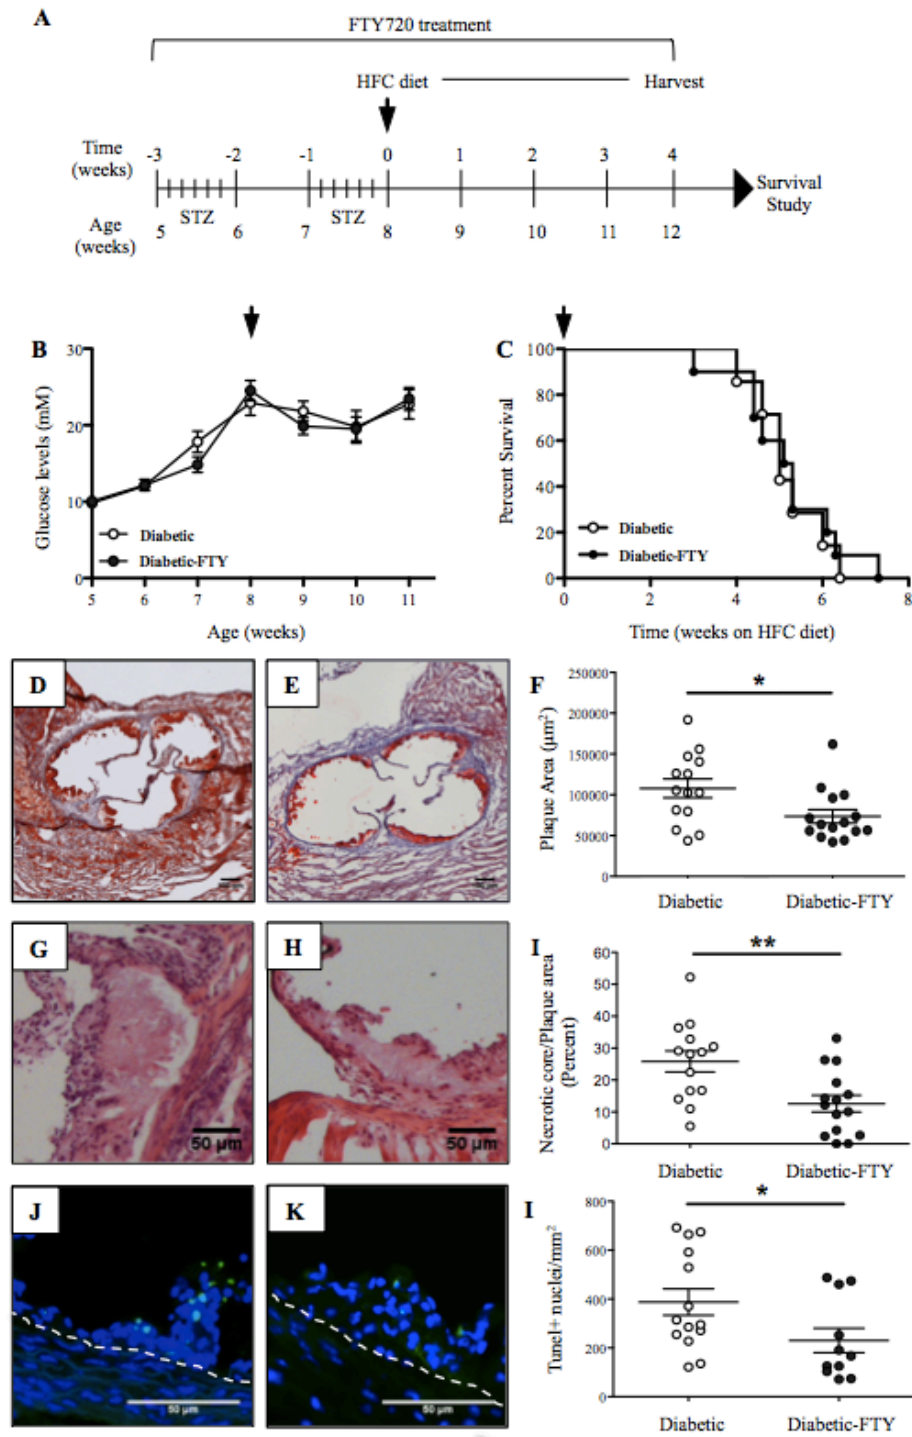 A
FTY720 treatment
HFC diet
Harvest
Time
(weeks)
-3 -2 -1 0 1 2 3 4
STZ STZ
Survival
Study
Age
(weeks)
5 6 7 8 9 10 11 12
B
Glucose levels (mM)
30
20
10
0
Diabetic
Diabetic-FTY
5 6 7 8 9 10 11
Age (weeks)
C
Percent Survival
100
80
60
40
20
0
Diabetic
Diabetic-FTY
0 2 4 6 8
Time (weeks on HFC diet)
D
E
F
Plaque Area (µm²)
250000
200000
150000
100000
50000
0
*
Diabetic Diabetic-FTY
G
50 µm
H
50 µm
I
Necrotic core/Plaque area
(Percent)
60
50
40
30
20
10
0
**
Diabetic Diabetic-FTY
J
50 µm
K
50 µm
I
Tunel+ nuclei/mm²
800
600
400
200
0
*
Diabetic Diabetic-FTY